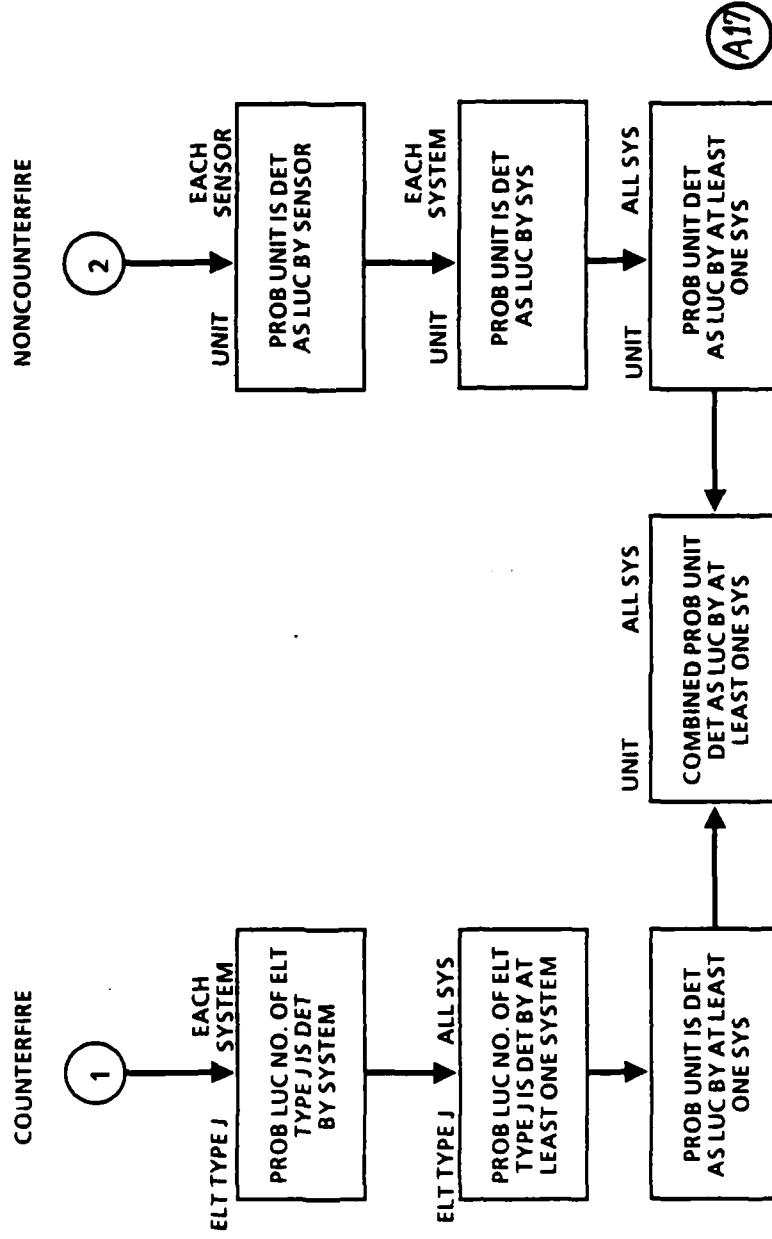 COUNTERFIRE
1
ELT TYPE J
EACH
SYSTEM
PROB LUC NO. OF ELT
TYPE J IS DET
BY SYSTEM
ELT TYPE J
ALL SYS
PROB LUC NO. OF ELT
TYPE J IS DET BY AT
LEAST ONE SYSTEM
PROB UNIT IS DET
AS LUC BY AT LEAST
ONE SYS
UNIT
ALL SYS
COMBINED PROB UNIT
DET AS LUC BY AT
LEAST ONE SYS
NONCOUNTERFIRE
2
UNIT
EACH
SENSOR
PROB UNIT IS DET
AS LUC BY SENSOR
UNIT
EACH
SYSTEM
PROB UNIT IS DET
AS LUC BY SYS
UNIT
ALL SYS
PROB UNIT DET
AS LUC BY AT LEAST
ONE SYS
A17